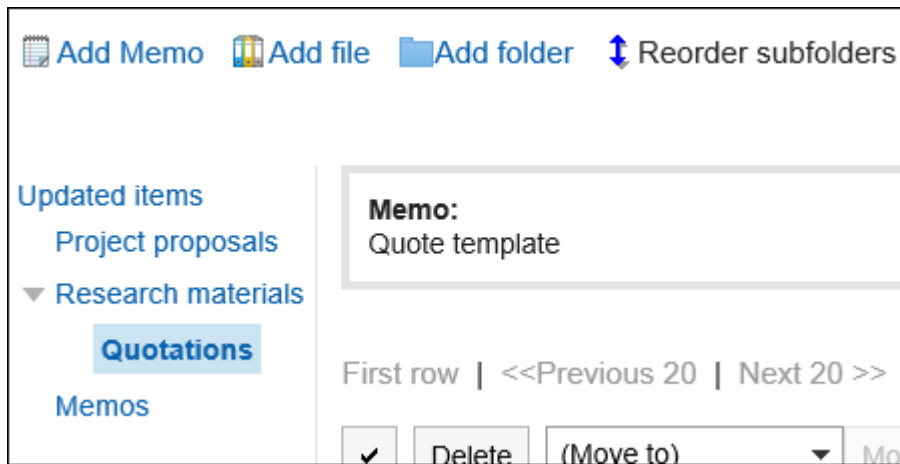 Add Memo Add file Add folder Reorder subfolders
Updated items
Project proposals
Research materials
Quotations
Memos
Memo:
Quote template
First row | <<Previous 20 | Next 20 >>
Delete (Move to)